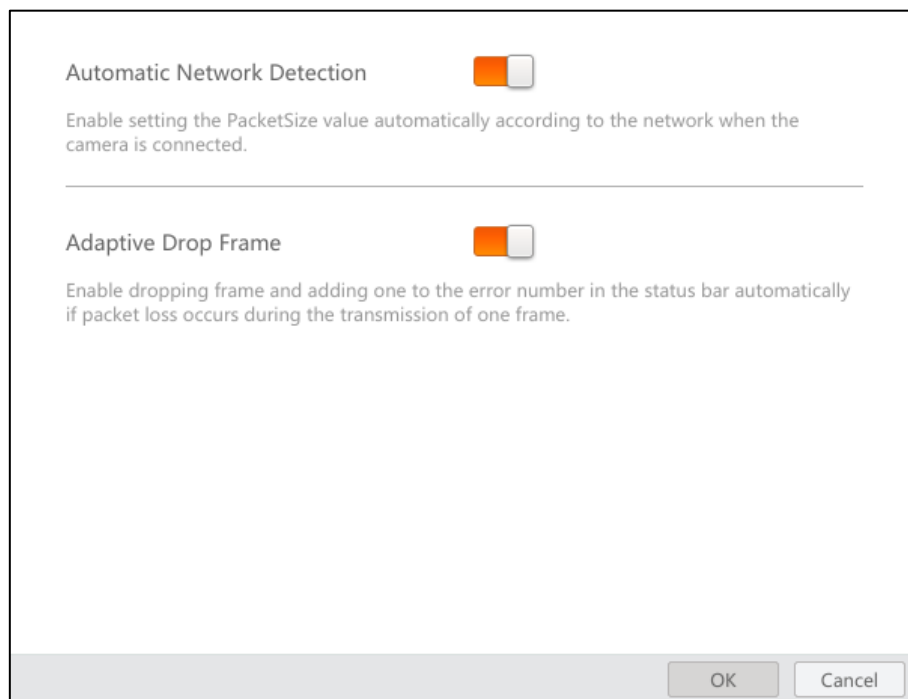 Automatic Network Detection
Enable setting the PacketSize value automatically according to the network when the
camera is connected.
Adaptive Drop Frame
Enable dropping frame and adding one to the error number in the status bar automatically
if packet loss occurs during the transmission of one frame.
OK
Cancel